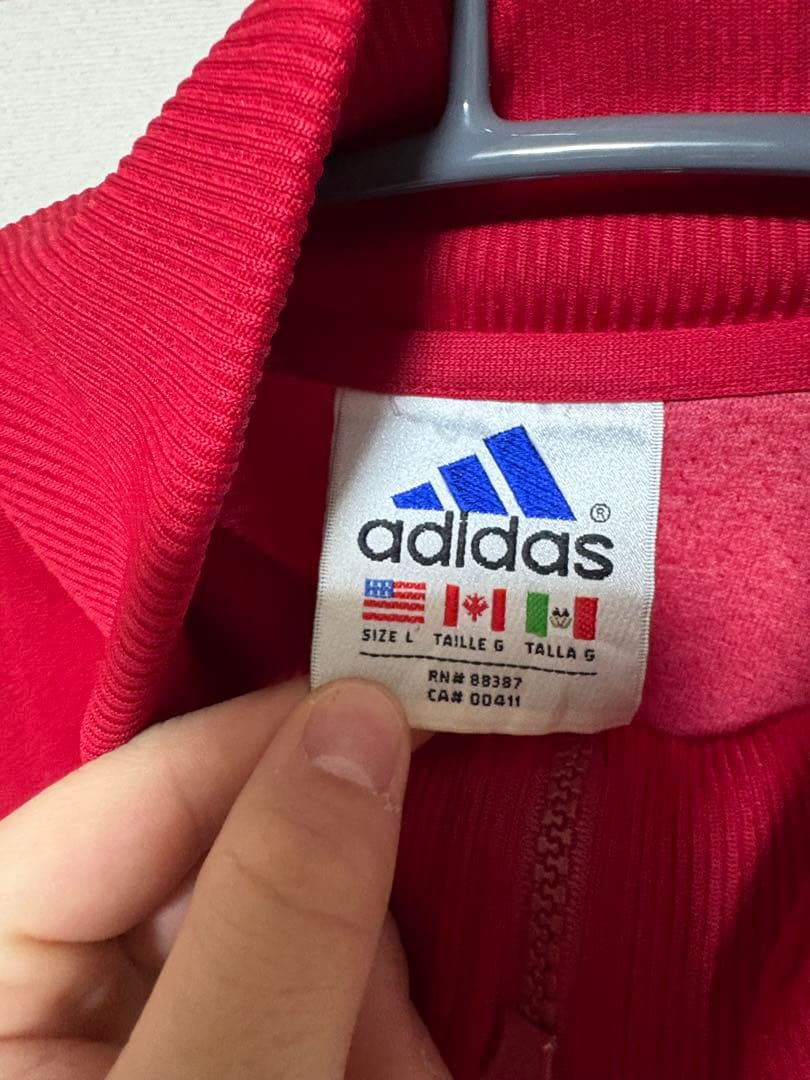 adidas ®
SIZE L TAILLE G TALLA G
RN# 88387
CA# 00411